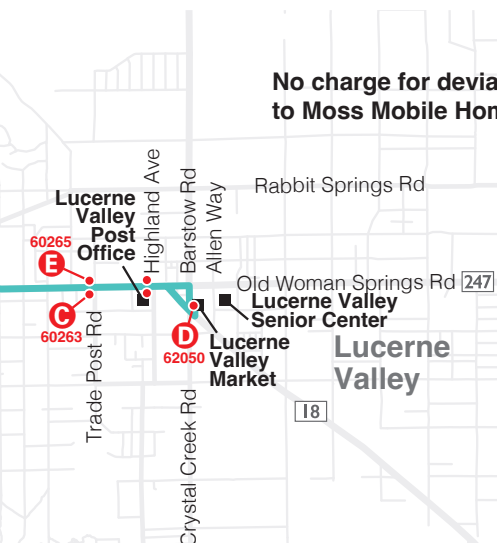 No charge for devia
to Moss Mobile Hom
Rabbit Springs Rd
Highland Ave
Barstow Rd
Allen Way
Lucerne
Valley
Post
Office
60265
E
C
60263
Old Woman Springs Rd 247
Lucerne Valley
Senior Center
D
62050
Lucerne
Valley
Market
Lucerne
Valley
18
Trade Post Rd
Crystal Creek Rd